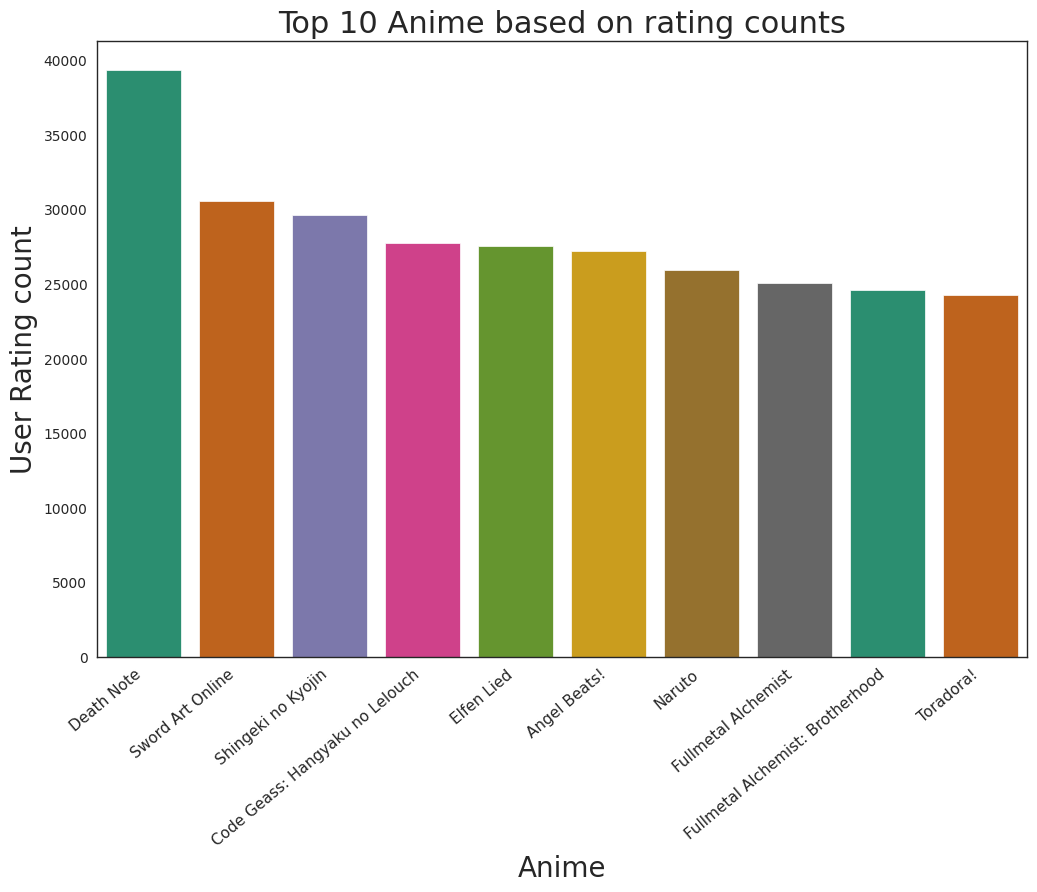 Top 10 Anime based on rating counts
User Rating count
40000
35000
30000
25000
20000
15000
10000
5000
0
Death Note
Sword Art Online
Shingeki no Kyojin
Code Geass: Hangyaku no Lelouch
Elfen Lied
Angel Beats!
Naruto
Fullmetal Alchemist
Fullmetal Alchemist: Brotherhood
Toradora!
Anime